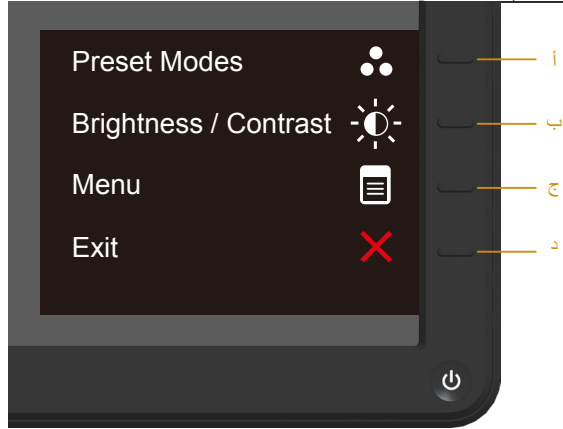 Preset Modes أ
Brightness / Contrast ب
Menu ج
Exit د